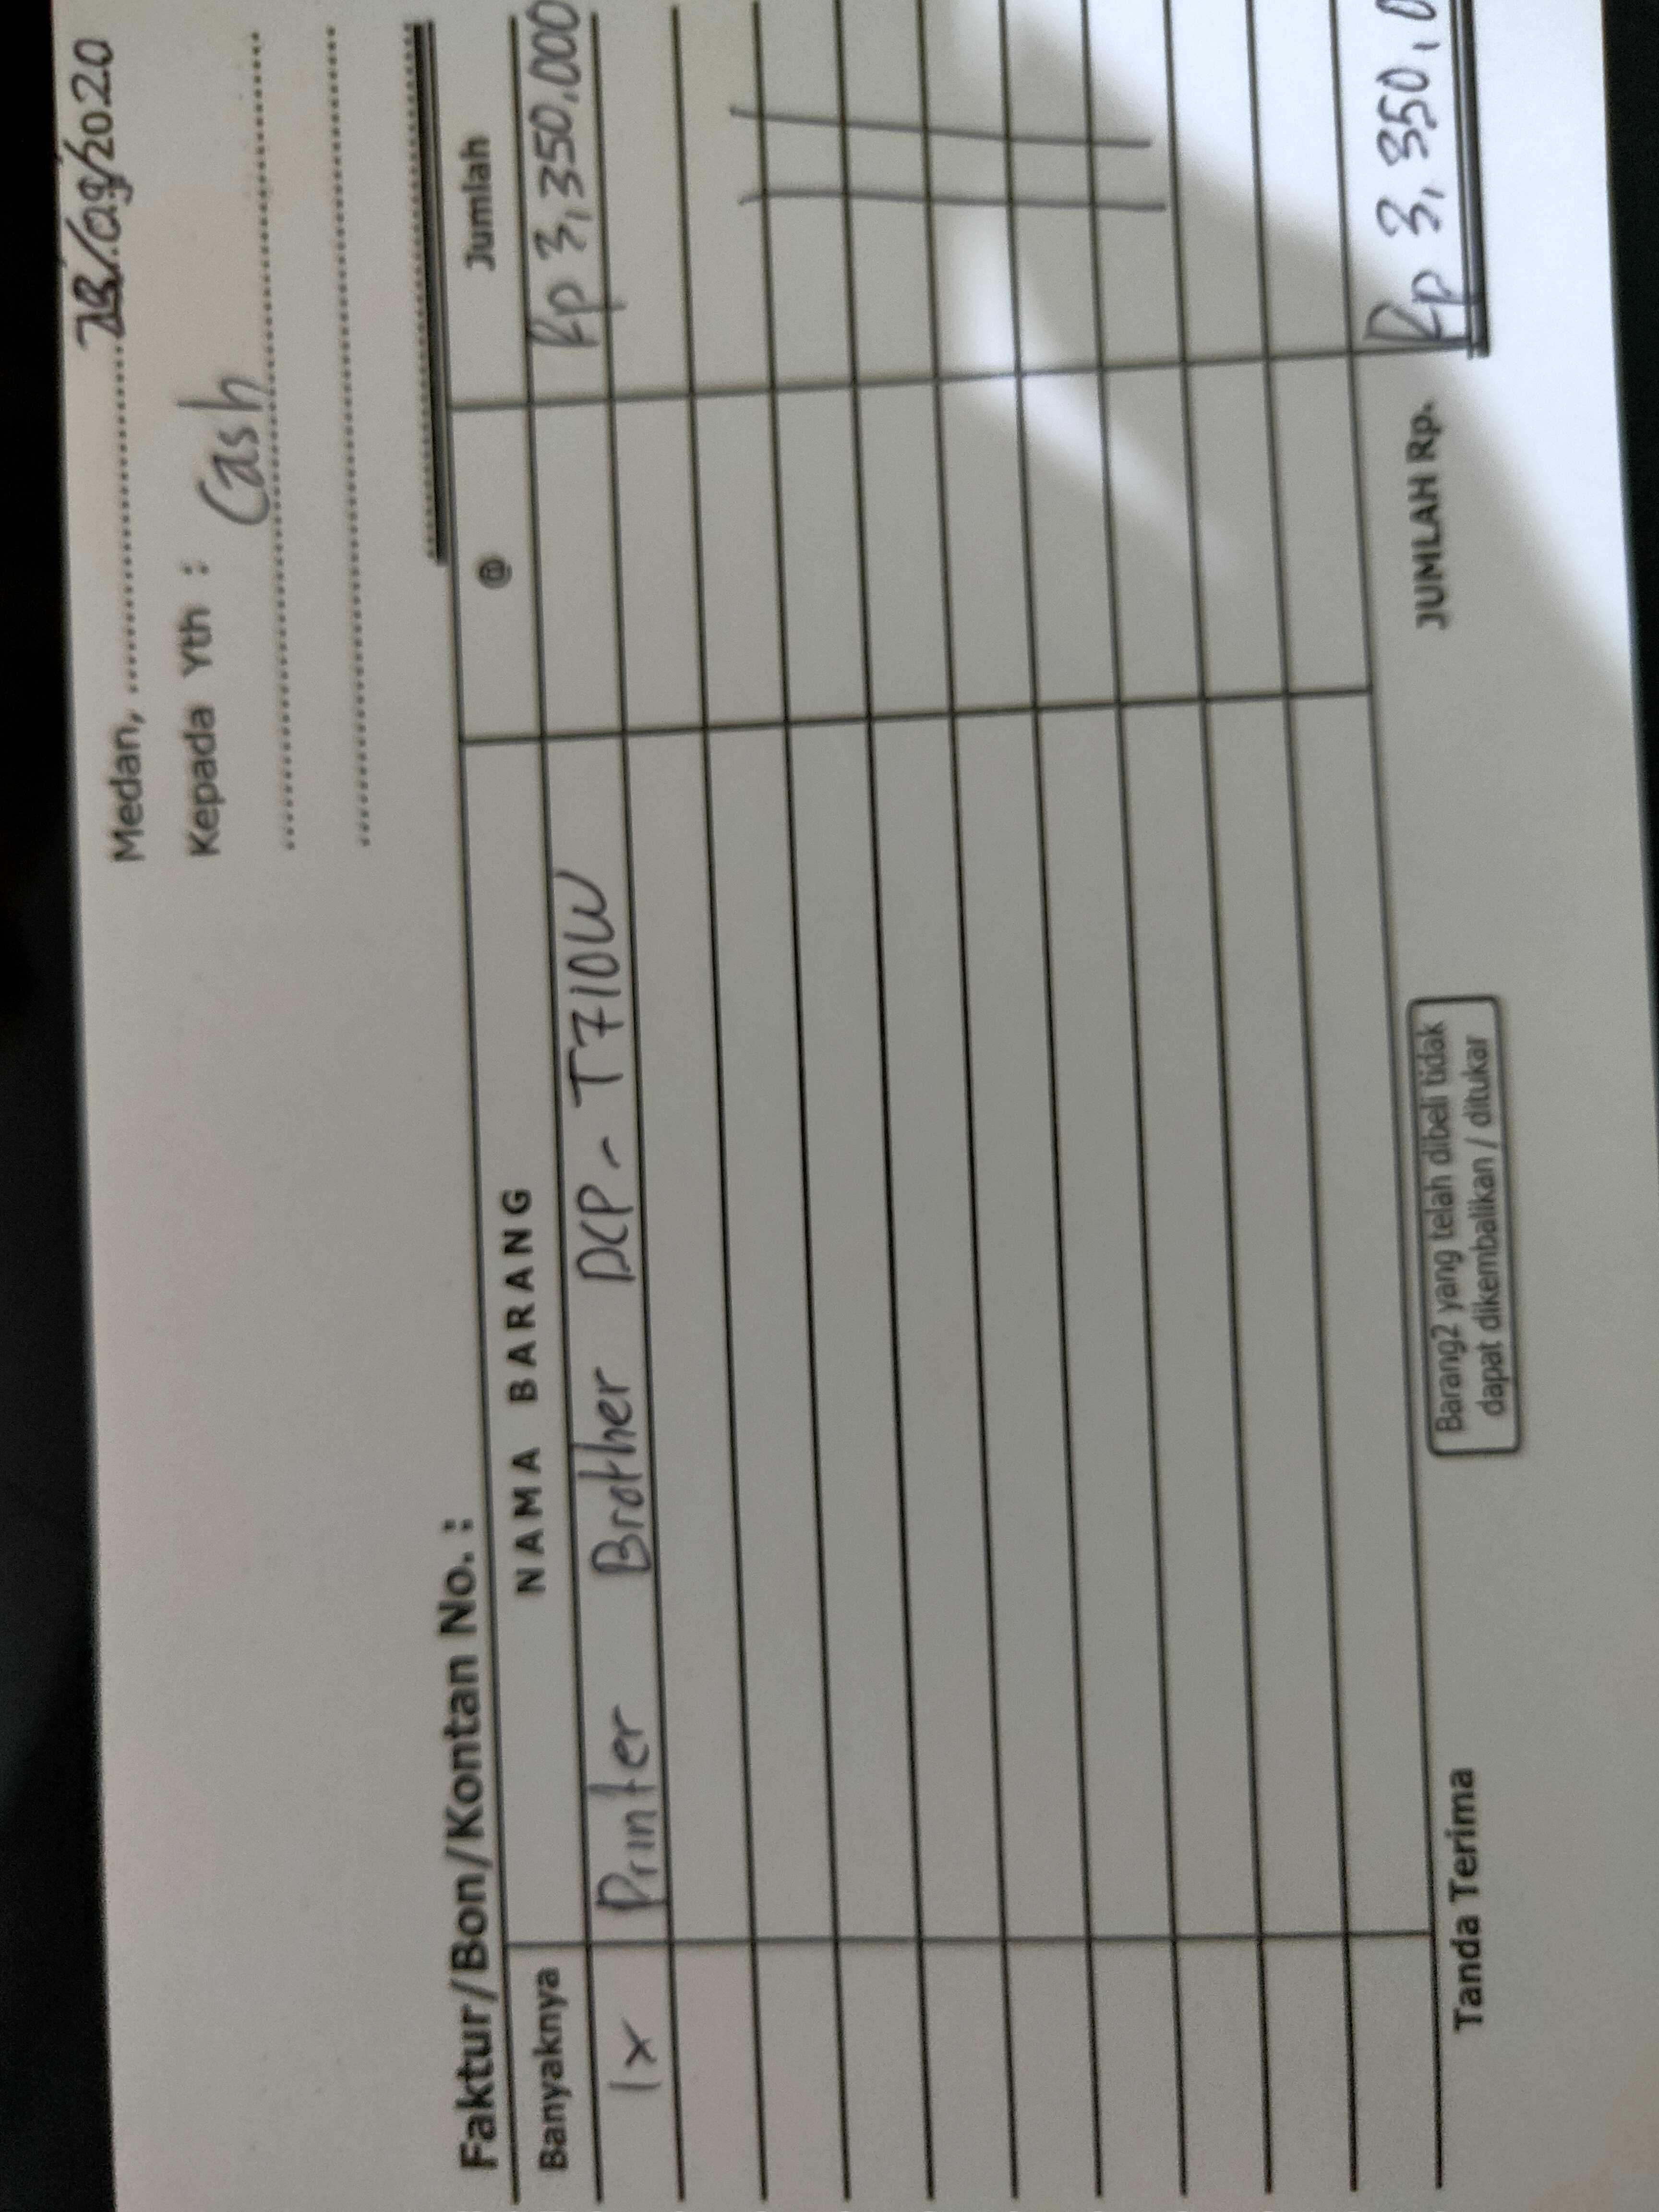 Medan, ................................/2020
Kepada Yth :
Cash
Faktur/Bon/Kontan No. :
Banyaknya NAMA BARANG @ Jumlah
1x Printer Brother DCP - T710W Rp 3,350.000
Tanda Terima
Barang2 yang telah dibeli tidak
dapat dikembalikan / ditukar
JUMLAH Rp. Rp 3,350,0